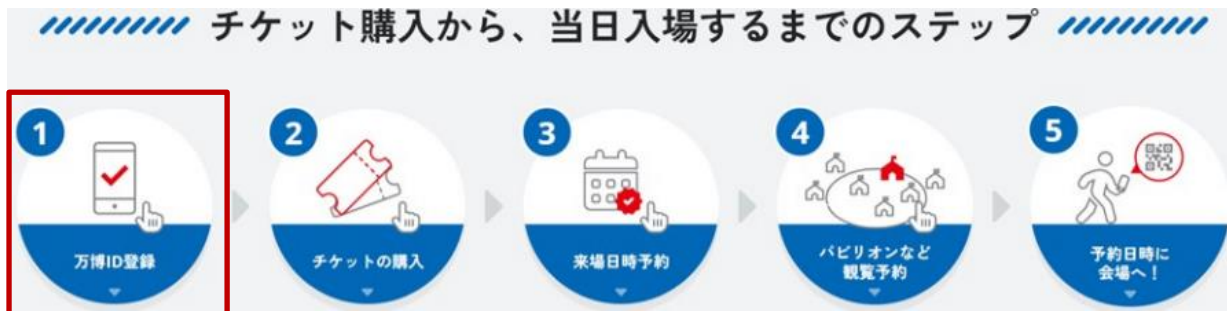 チケット購入から、当日入場するまでのステップ
1
万博ID登録
2
チケットの購入
3
来場日時予約
4
パビリオンなど
観覧予約
5
予約日時に
会場へ！